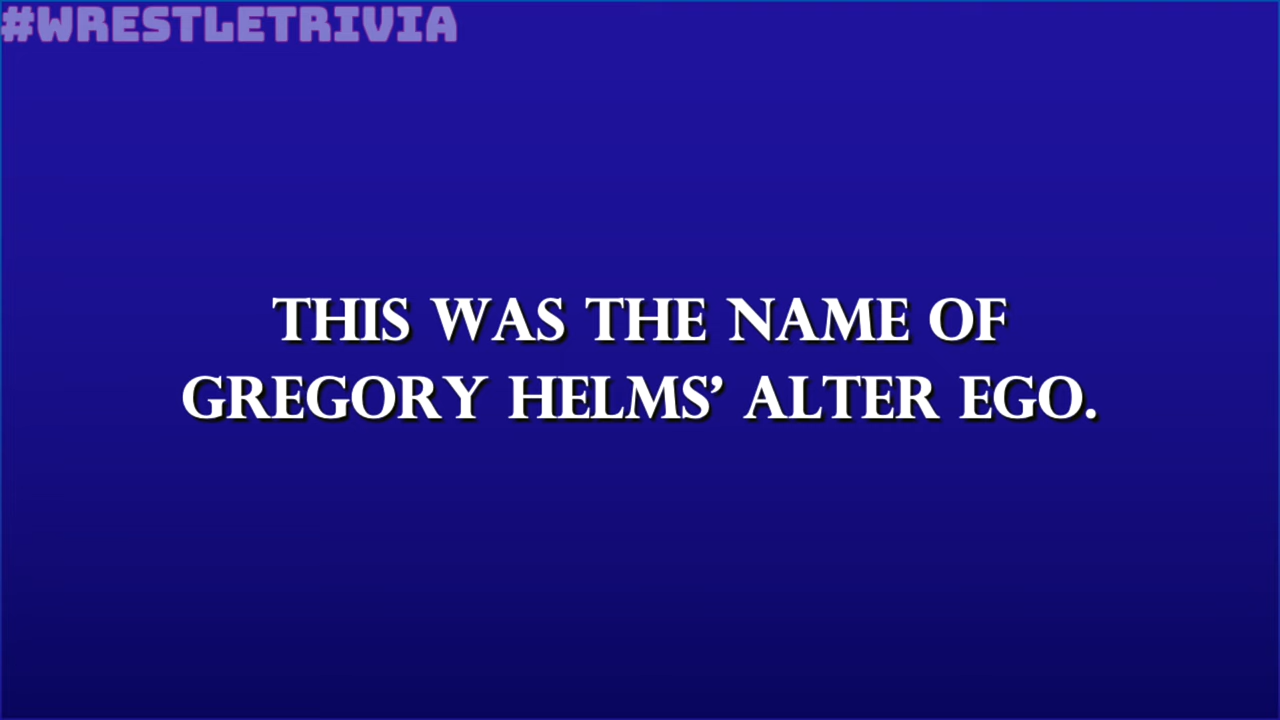 #WRESTLETRIVIA
THIS WAS THE NAME OF
GREGORY HELMS’ ALTER EGO.